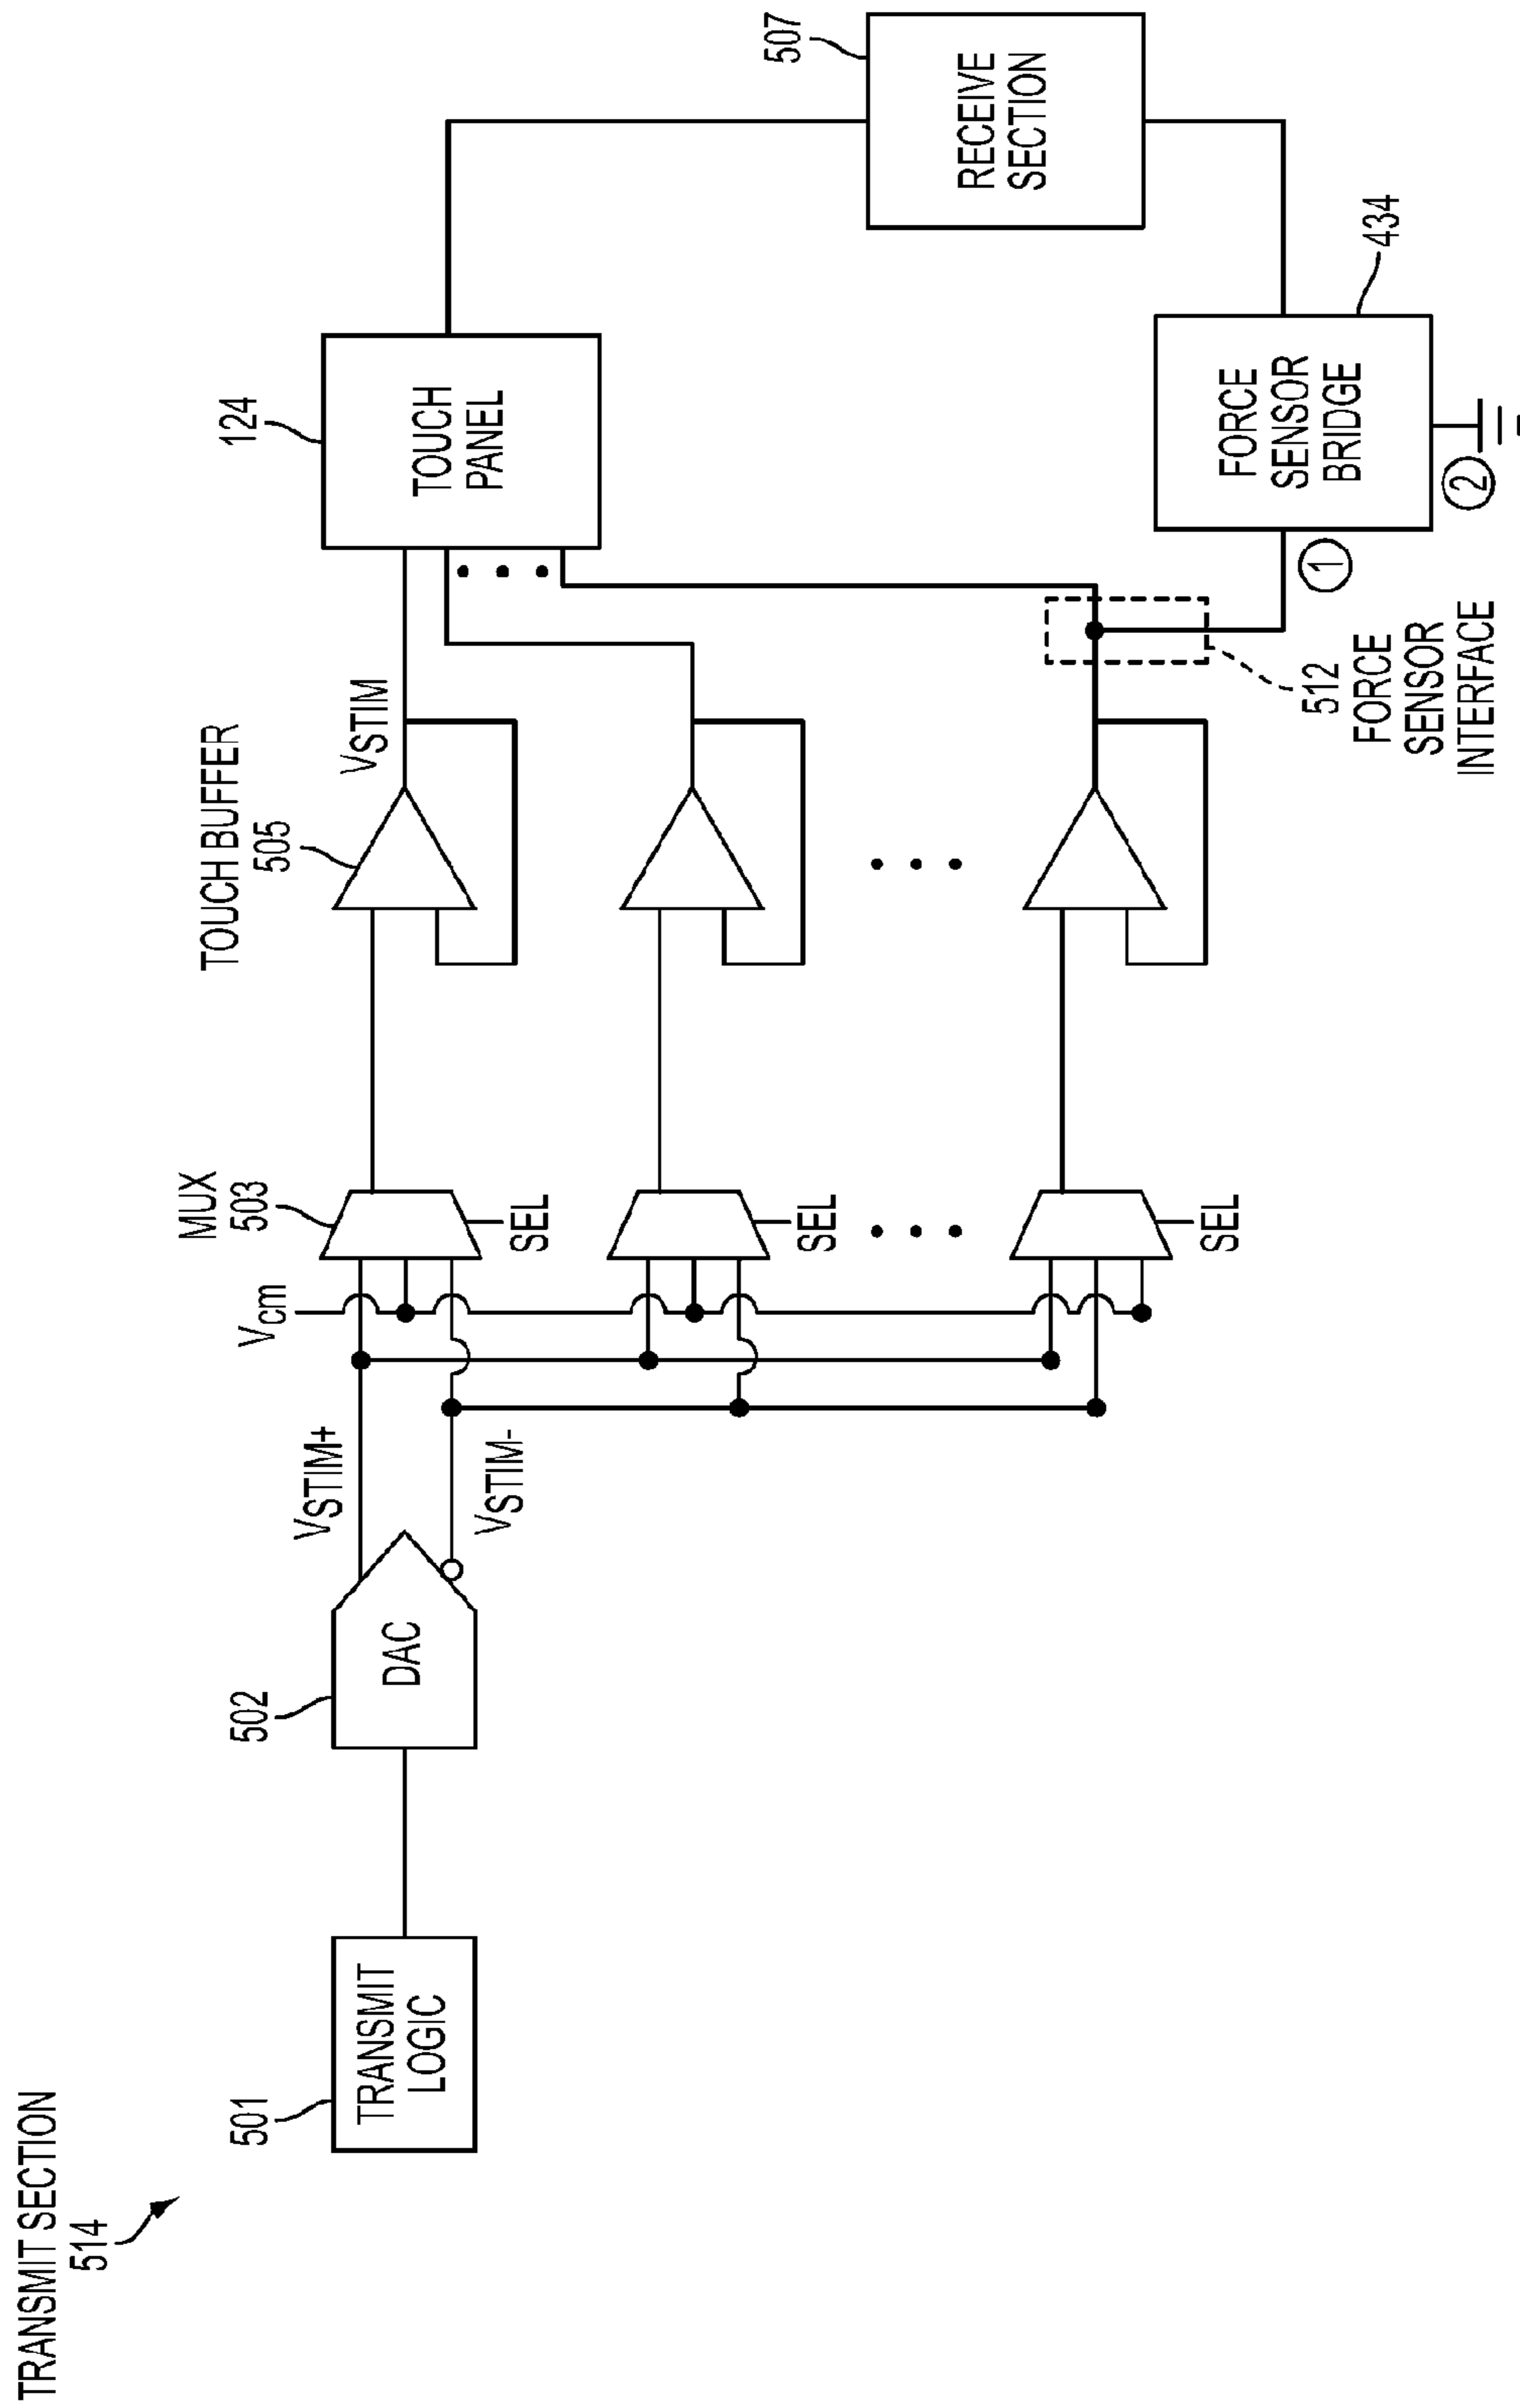 TRANSMIT SECTION
514
501
TRANSMIT
LOGIC
502
DAC
VSTIM+
VSTIM-
Vcm
MUX
503
SEL
SEL
SEL
TOUCH BUFFER
505
VSTIM
124
TOUCH
PANEL
512
FORCE
SENSOR
INTERFACE
1
2
FORCE
SENSOR
BRIDGE
434
507
RECEIVE
SECTION